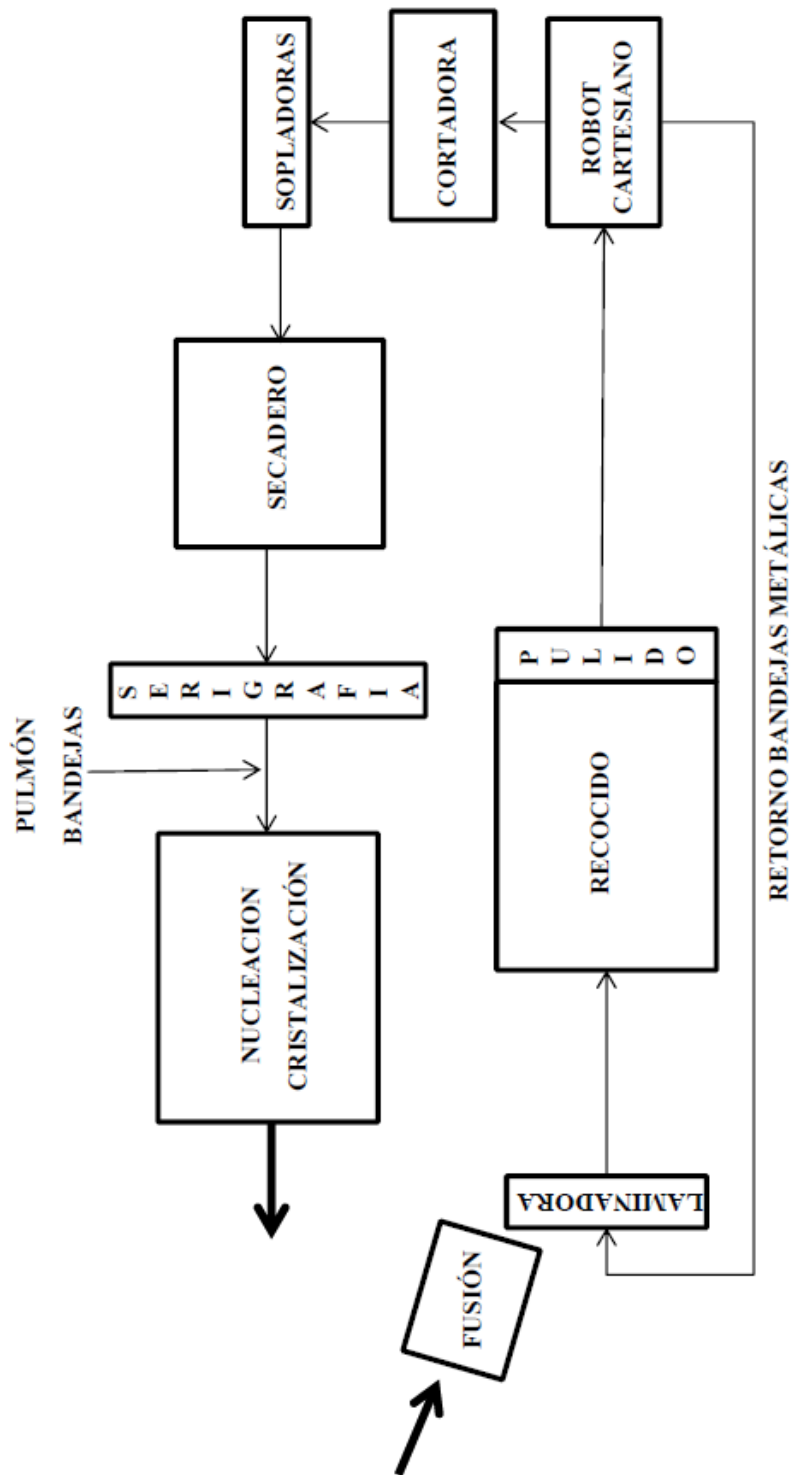 FUSIÓN
LAMINADORA
RECOCIDO
PULIDO
ROBOT
CARTESIANO
CORTADORA
SOPLADORAS
SECADERO
SERIGRAFIA
PULMÓN
BANDEJAS
NUCLEACION
CRISTALIZACIÓN
RETORNO BANDEJAS METÁLICAS